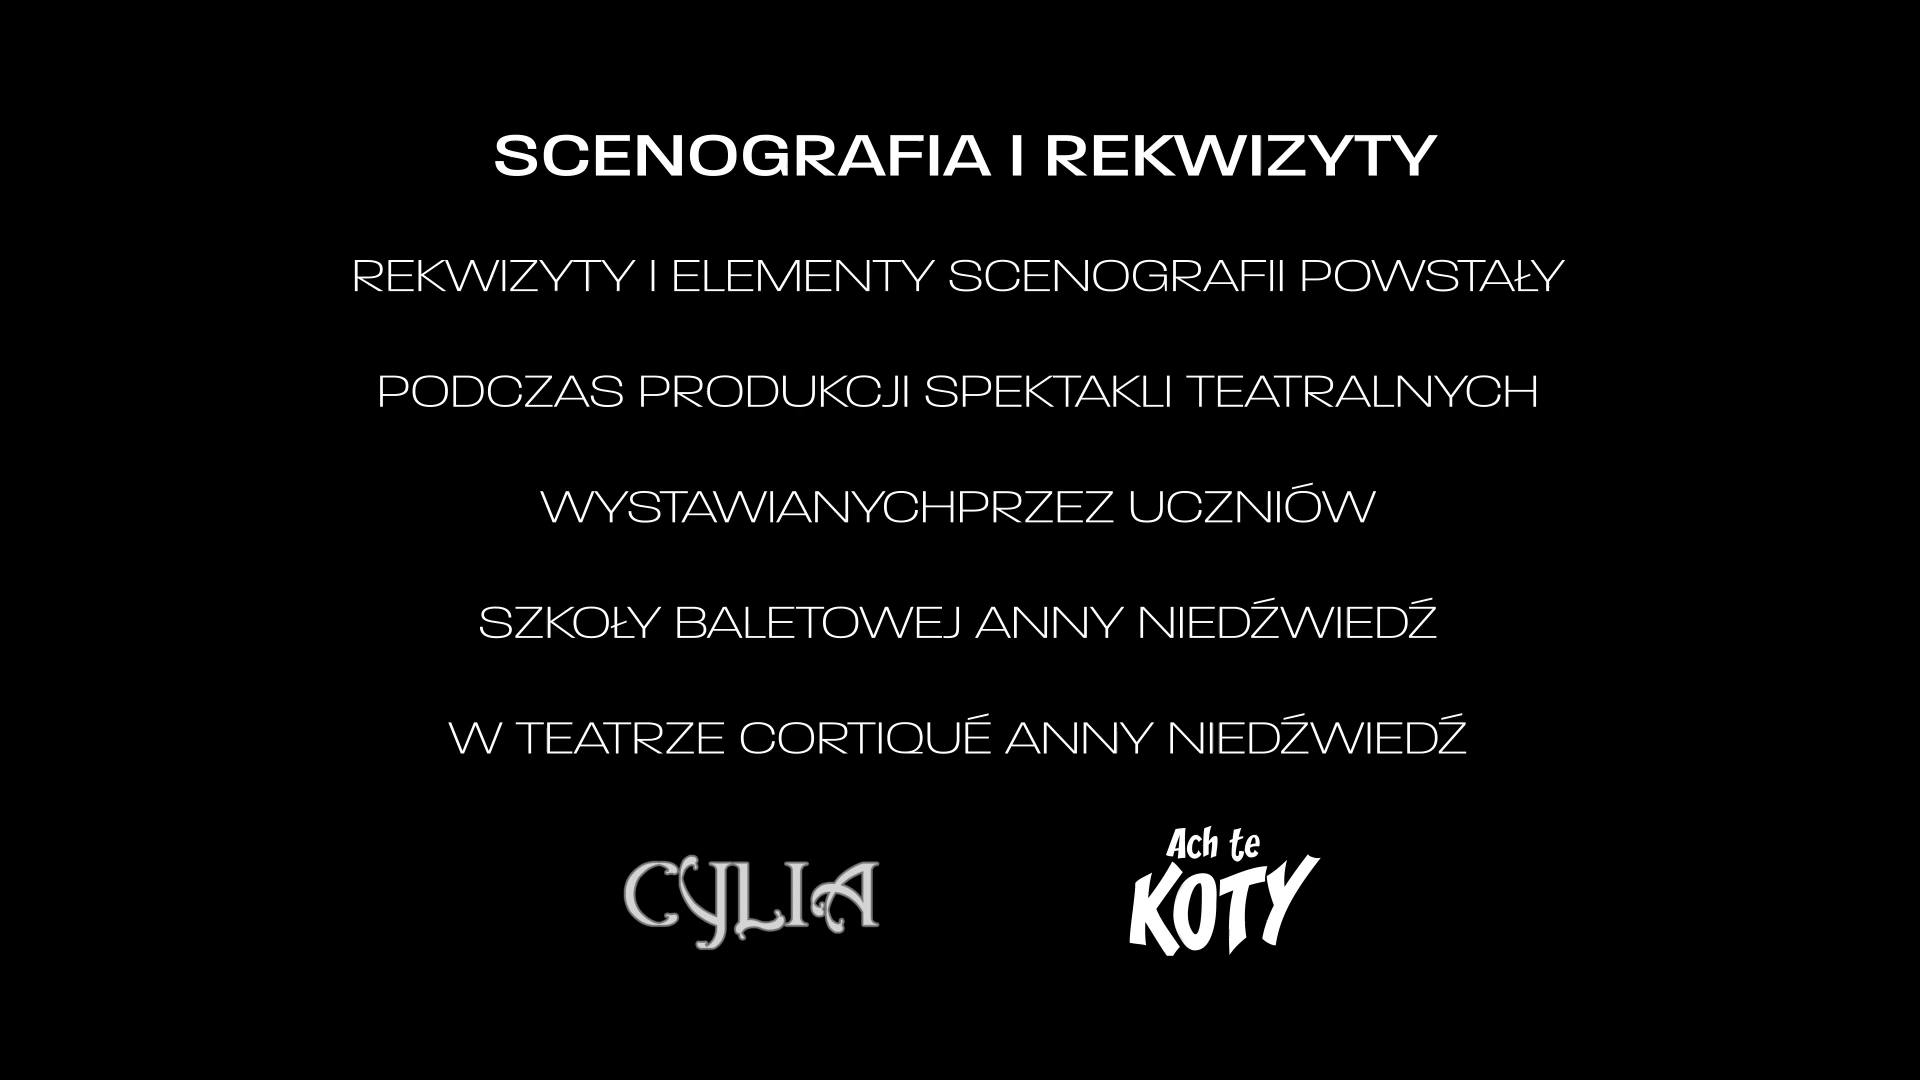 SCENOGRAFIA I REKWIZYTY
REKWIZYTY I ELEMENTY SCENOGRAFII POWSTAŁY
PODCZAS PRODUKCJI SPEKTAKLI TEATRALNYCH
WYSTAWIANYCHPRZEZ UCZNIÓW
SZKOŁY BALETOWEJ ANNY NIEDŹWIEDŹ
W TEATRZE CORTIQUÉ ANNY NIEDŹWIEDŹ
CYLIA
Ach te
KOTY